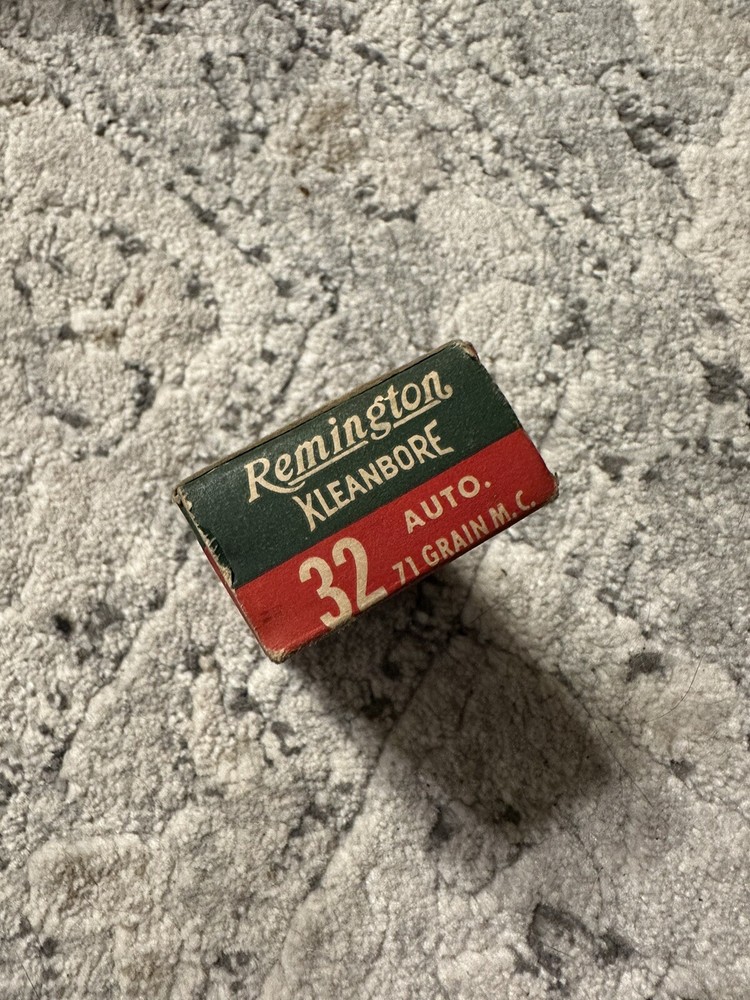 Remington
KLEANBORE
32 AUTO.
71 GRAIN M.C.